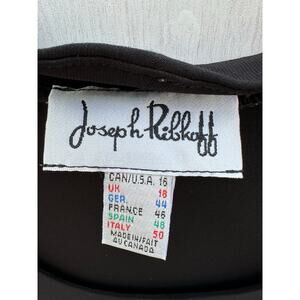 Joseph Ribkoff
CAN/U.S.A. 16
UK 18
GER. 44
FRANCE 46
SPAIN 48
ITALY 50
MADE IN/FAIT
AU CANADA